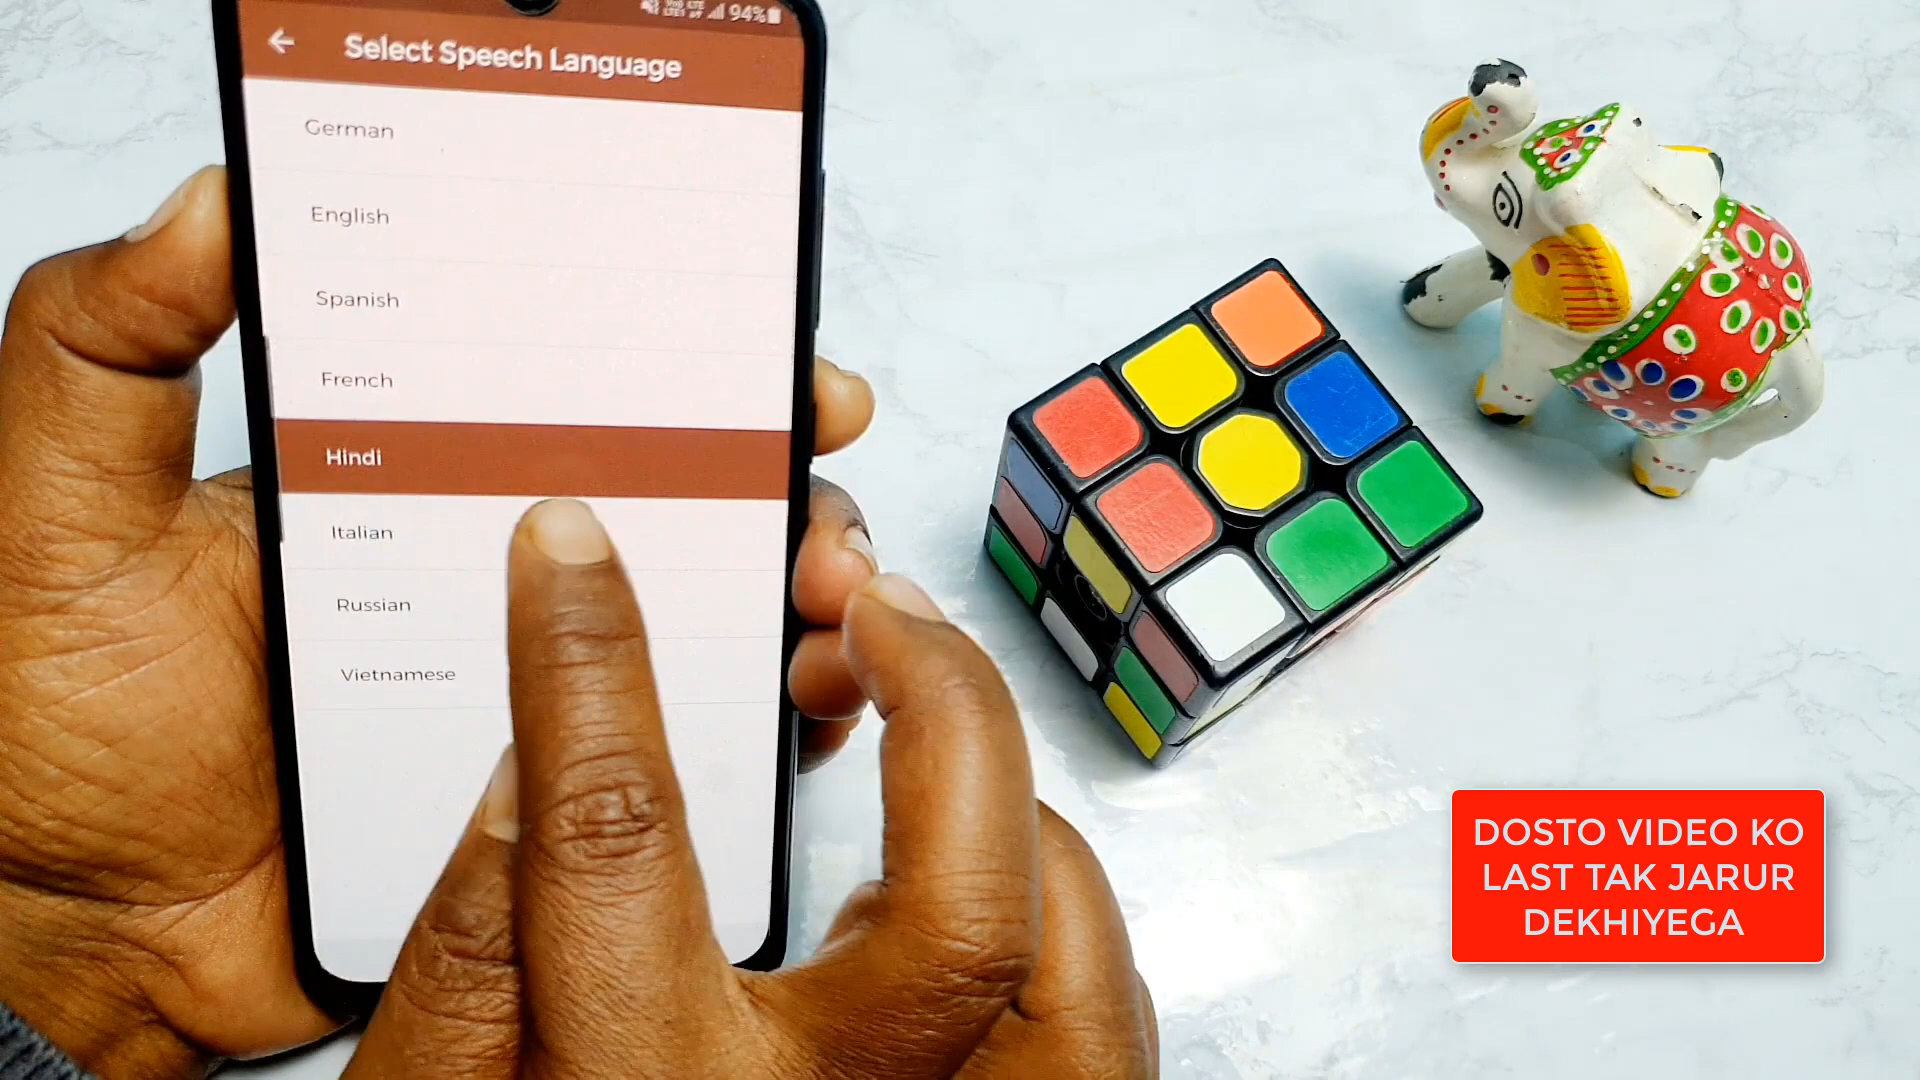 94%
Select Speech Language
German
English
Spanish
French
Hindi
Italian
Russian
Vietnamese
DOSTO VIDEO KO
LAST TAK JARUR
DEKHIYEGA